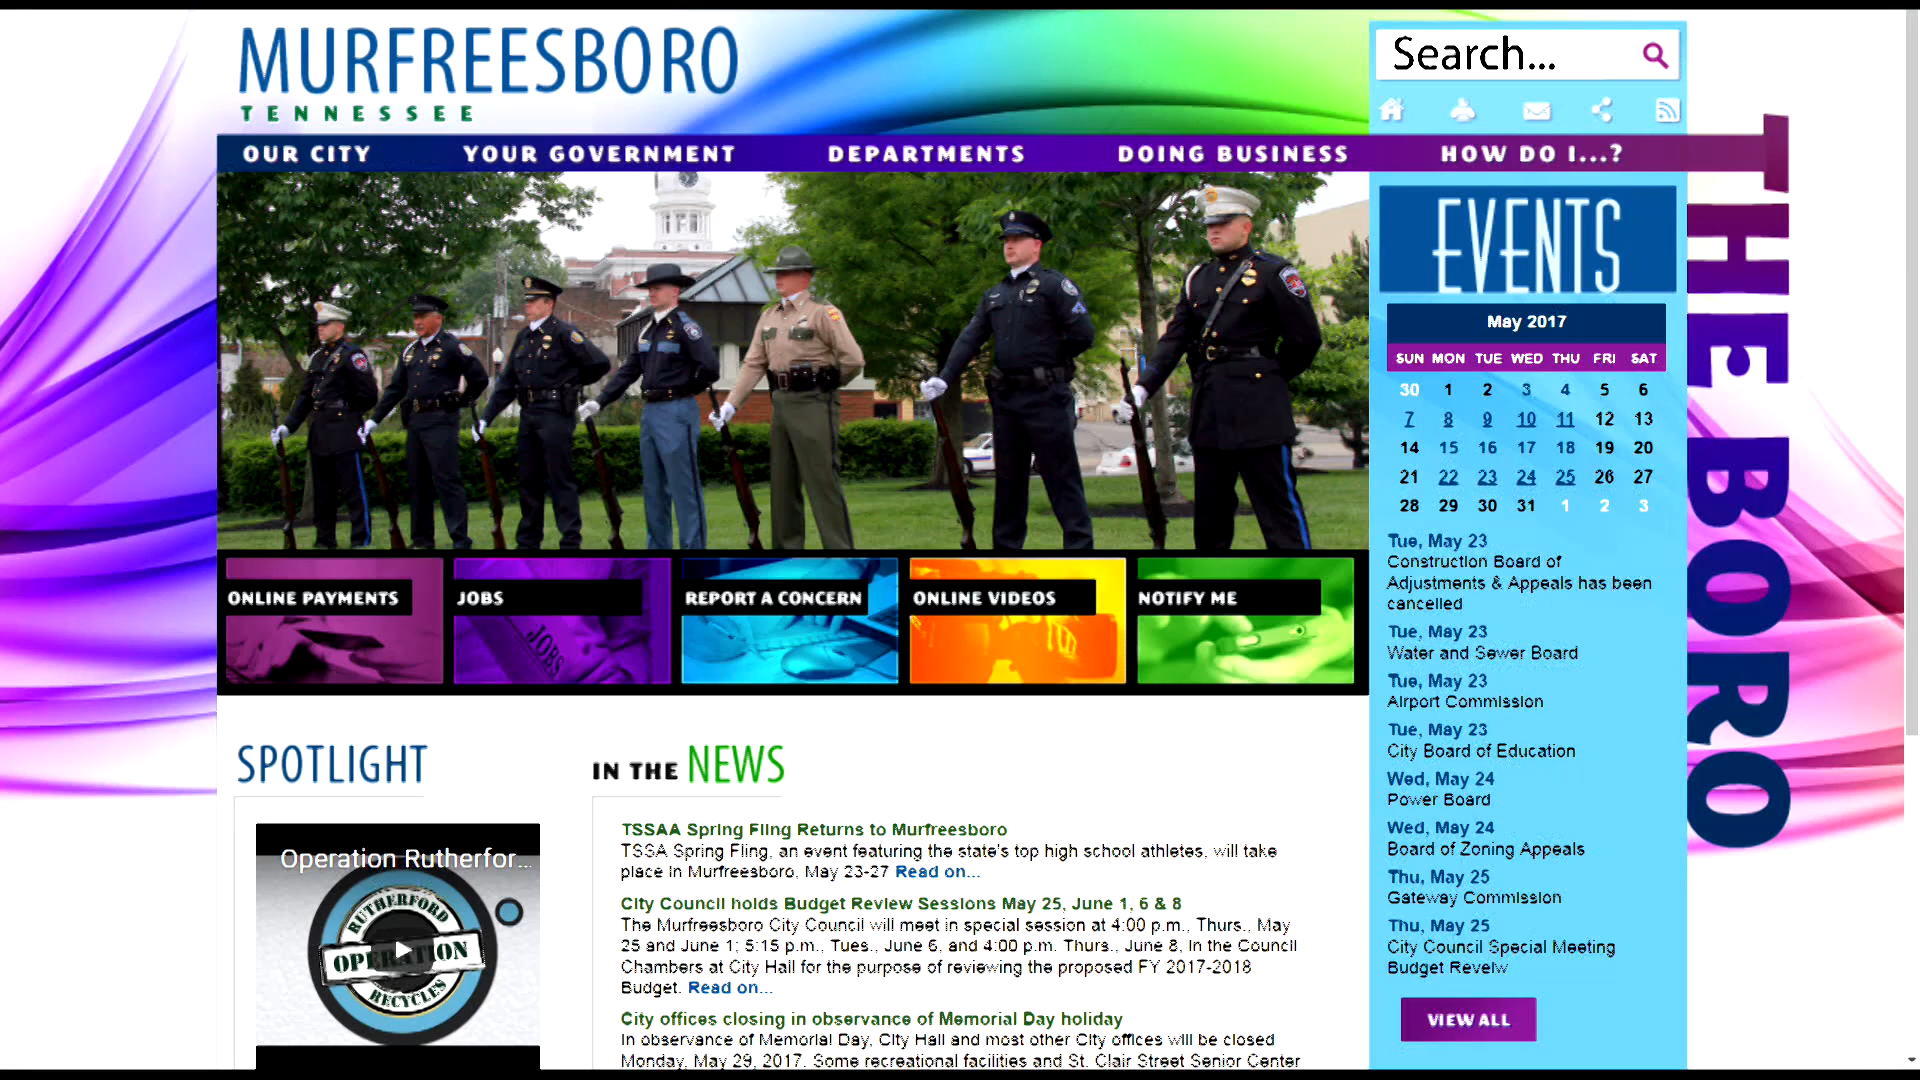 MURFREESBORO
TENNESSEE
Search...
OUR CITY
YOUR GOVERNMENT
DEPARTMENTS
DOING BUSINESS
HOW DO I...?
THE BORO
EVENTS
May 2017
SUN MON TUE WED THU FRI SAT
30 1 2 3 4 5 6
7 8 9 10 11 12 13
14 15 16 17 18 19 20
21 22 23 24 25 26 27
28 29 30 31 1 2 3
Tue, May 23
Construction Board of
Adjustments & Appeals has been
cancelled
Tue, May 23
Water and Sewer Board
Tue, May 23
Airport Commission
Tue, May 23
City Board of Education
Wed, May 24
Power Board
Wed, May 24
Board of Zoning Appeals
Thu, May 25
Gateway Commission
Thu, May 25
City Council Special Meeting
Budget Revelw
VIEW ALL
ONLINE PAYMENTS
JOBS
JOBS
REPORT A CONCERN
ONLINE VIDEOS
NOTIFY ME
SPOTLIGHT
Operation Rutherfor...
RUTHERFORD
OPERATION
RECYCLES
IN THE NEWS
TSSAA Spring Fling Returns to Murfreesboro
TSSA Spring Fling, an event featuring the state's top high school athletes, will take
place in Murfreesboro, May 23-27 Read on...
City Council holds Budget Review Sessions May 25, June 1, 6 & 8
The Murfreesboro City Council will meet in special session at 4:00 p.m., Thurs., May
25 and June 1; 5:15 p.m., Tues., June 6, and 4:00 p.m. Thurs., June 8, in the Council
Chambers at City Hall for the purpose of reviewing the proposed FY 2017-2018
Budget. Read on...
City offices closing in observance of Memorial Day holiday
In observance of Memorial Day, City Hall and most other City offices will be closed
Monday, May 29, 2017. Some recreational facilities and St. Clair Street Senior Center